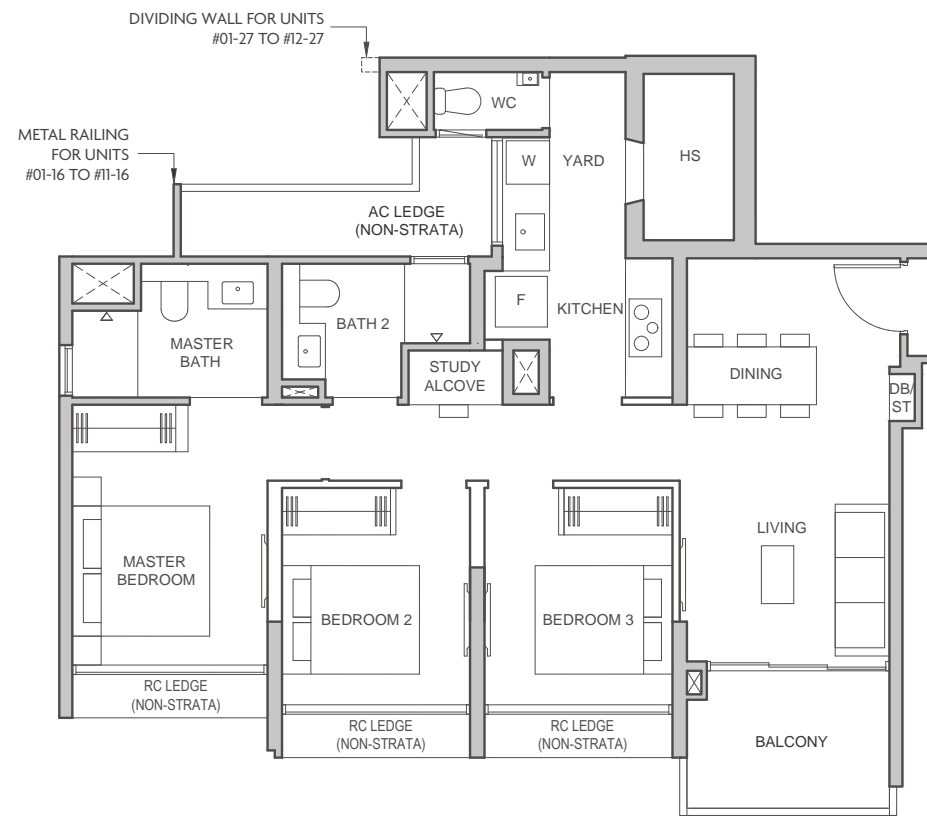 DIVIDING WALL FOR UNITS
#01-27 TO #12-27
METAL RAILING
FOR UNITS
#01-16 TO #11-16
WC
W
YARD
HS
AC LEDGE
(NON-STRATA)
F
KITCHEN
BATH 2
MASTER
BATH
STUDY
ALCOVE
DINING
DB/
ST
LIVING
MASTER
BEDROOM
BEDROOM 2
BEDROOM 3
RC LEDGE
(NON-STRATA)
RC LEDGE
(NON-STRATA)
RC LEDGE
(NON-STRATA)
BALCONY